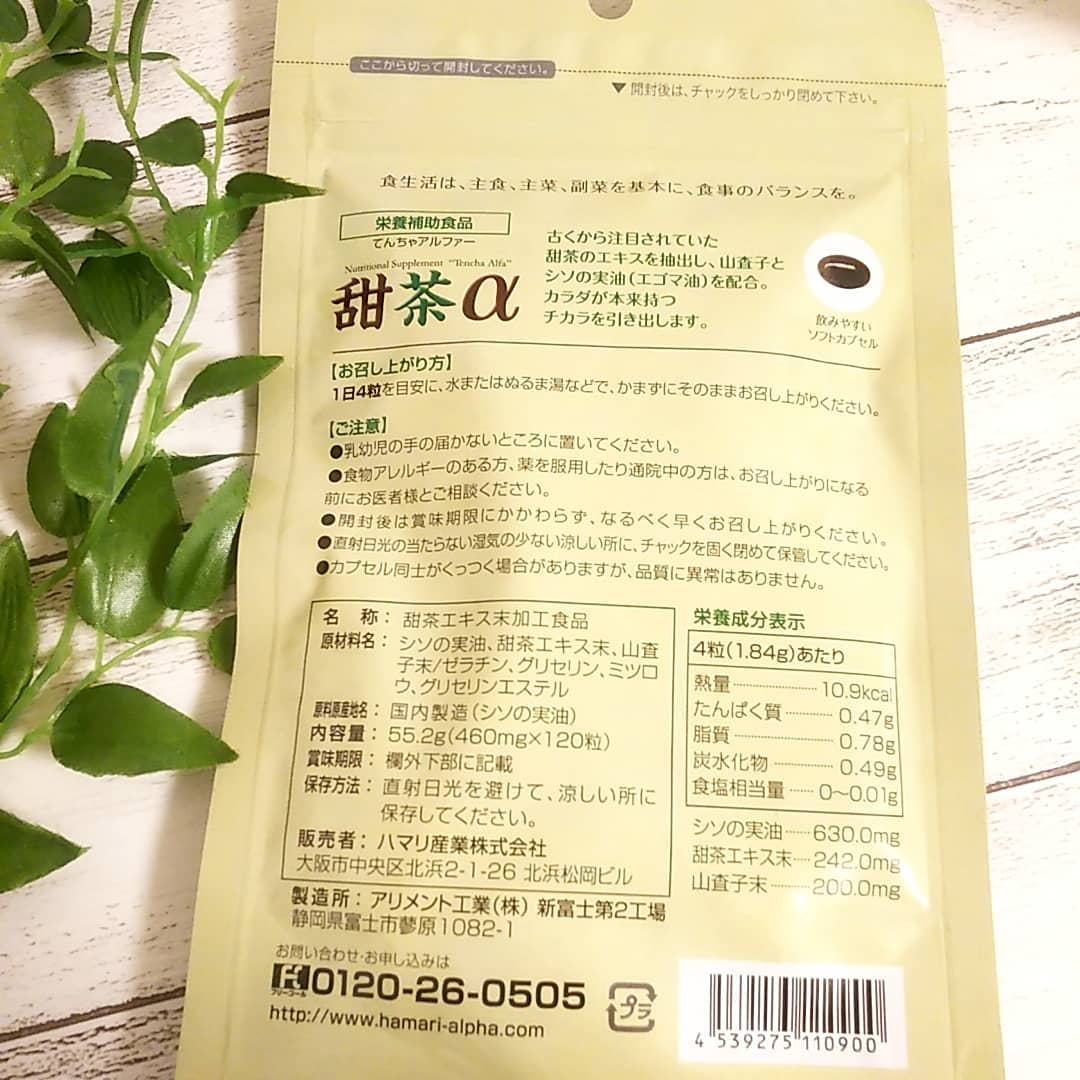 ここから切って開封してください。
▼開封後は、チャックをしっかり閉めて下さい。
食生活は、主食、主菜、副菜を基本に、食事のバランスを。
栄養補助食品
てんちゃアルファー
Nutritional Supplement "Tencha Alfa"
甜茶α
古くから注目されていた
甜茶のエキスを抽出し、山査子と
シソの実油(エゴマ油)を配合。
カラダが本来持つ
チカラを引き出します。
飲みやすい
ソフトカプセル
【お召し上がり方】
1日4粒を目安に、水またはぬるま湯などで、かまずにそのままお召し上がりください。
【ご注意】
●乳幼児の手の届かないところに置いてください。
●食物アレルギーのある方、薬を服用したり通院中の方は、お召し上がりになる
前にお医者様とご相談ください。
●開封後は賞味期限にかかわらず、なるべく早くお召し上がりください。
●直射日光の当たらない湿気の少ない涼しい所に、チャックを固く閉めて保管してください。
●カプセル同士がくっつく場合がありますが、品質に異常はありません。
名 称: 甜茶エキス末加工食品
原材料名: シソの実油、甜茶エキス末、山査
子末/ゼラチン、グリセリン、ミツロ
ウ、グリセリンエステル
原料原産地名: 国内製造(シソの実油)
内容量: 55.2g(460mg×120粒)
賞味期限: 欄外下部に記載
保存方法: 直射日光を避けて、涼しい所に
保存してください。
販売者: ハマリ産業株式会社
大阪市中央区北浜2-1-26 北浜松岡ビル
製造所: アリメント工業(株) 新富士第2工場
静岡県富士市蓼原1082-1
栄養成分表示
4粒(1.84g)あたり
熱量 10.9kcal
たんぱく質 0.47g
脂質 0.78g
炭水化物 0.49g
食塩相当量 0~0.01g
シソの実油 630.0mg
甜茶エキス末 242.0mg
山査子末 200.0mg
お問い合わせ・お申し込みは
フリーコール
0120-26-0505
http://www.hamari-alpha.com
プラ
4 539275 110900